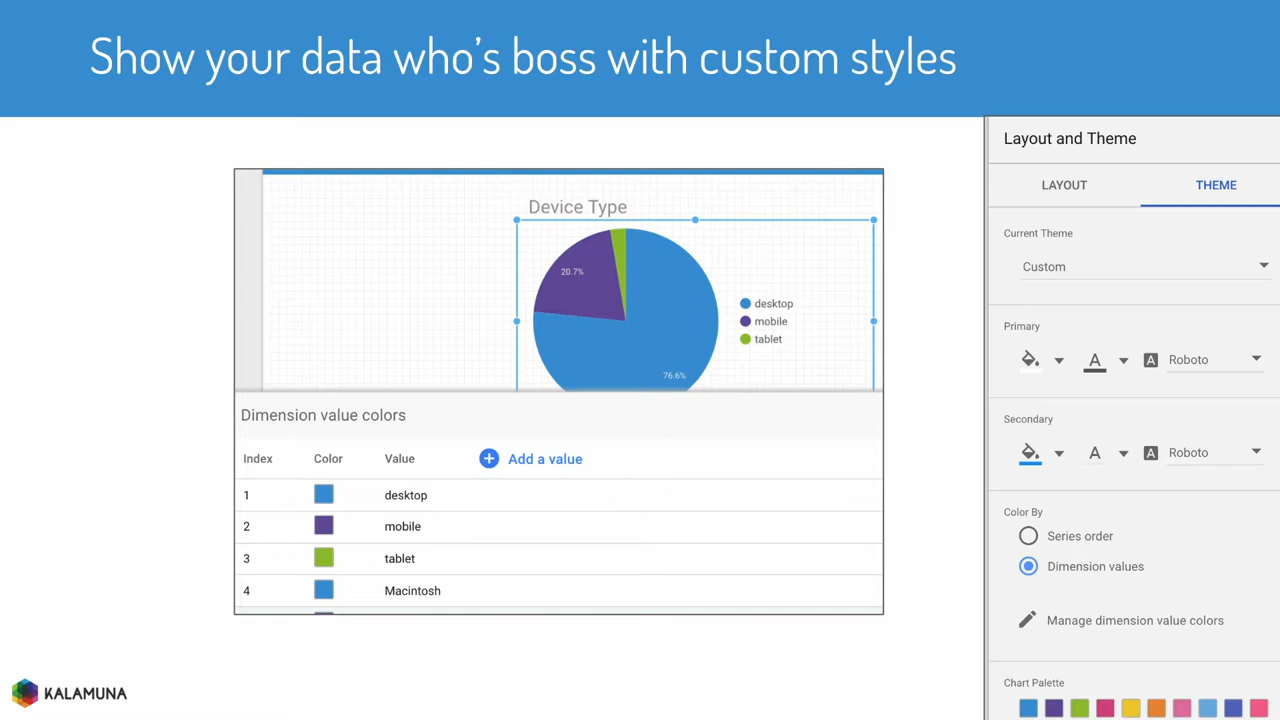 Show your data who's boss with custom styles
Device Type
20.7%
76.6%
desktop
mobile
tablet
Dimension value colors
Index Color Value Add a value
1 desktop
2 mobile
3 tablet
4 Macintosh
Layout and Theme
LAYOUT THEME
Current Theme
Custom
Primary
A A Roboto
Secondary
A A Roboto
Color By
Series order
Dimension values
Manage dimension value colors
Chart Palette
KALAMUNA